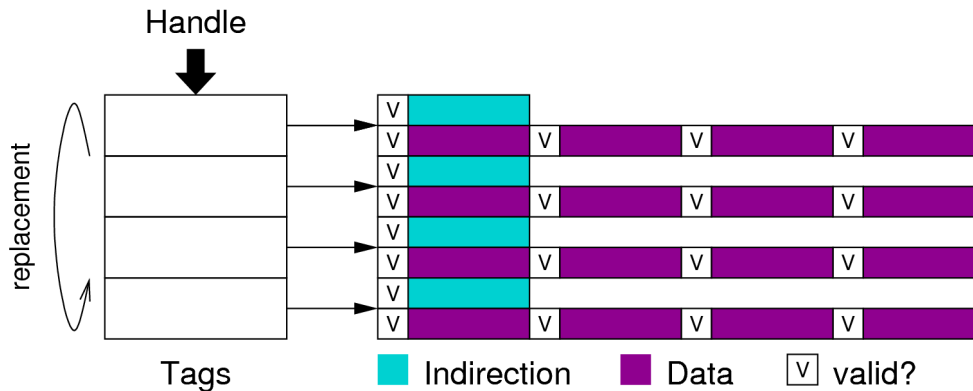 Handle
replacement
V
V V V V
V
V V V V
V
V V V V
V
V V V V
Tags
Indirection Data V valid?